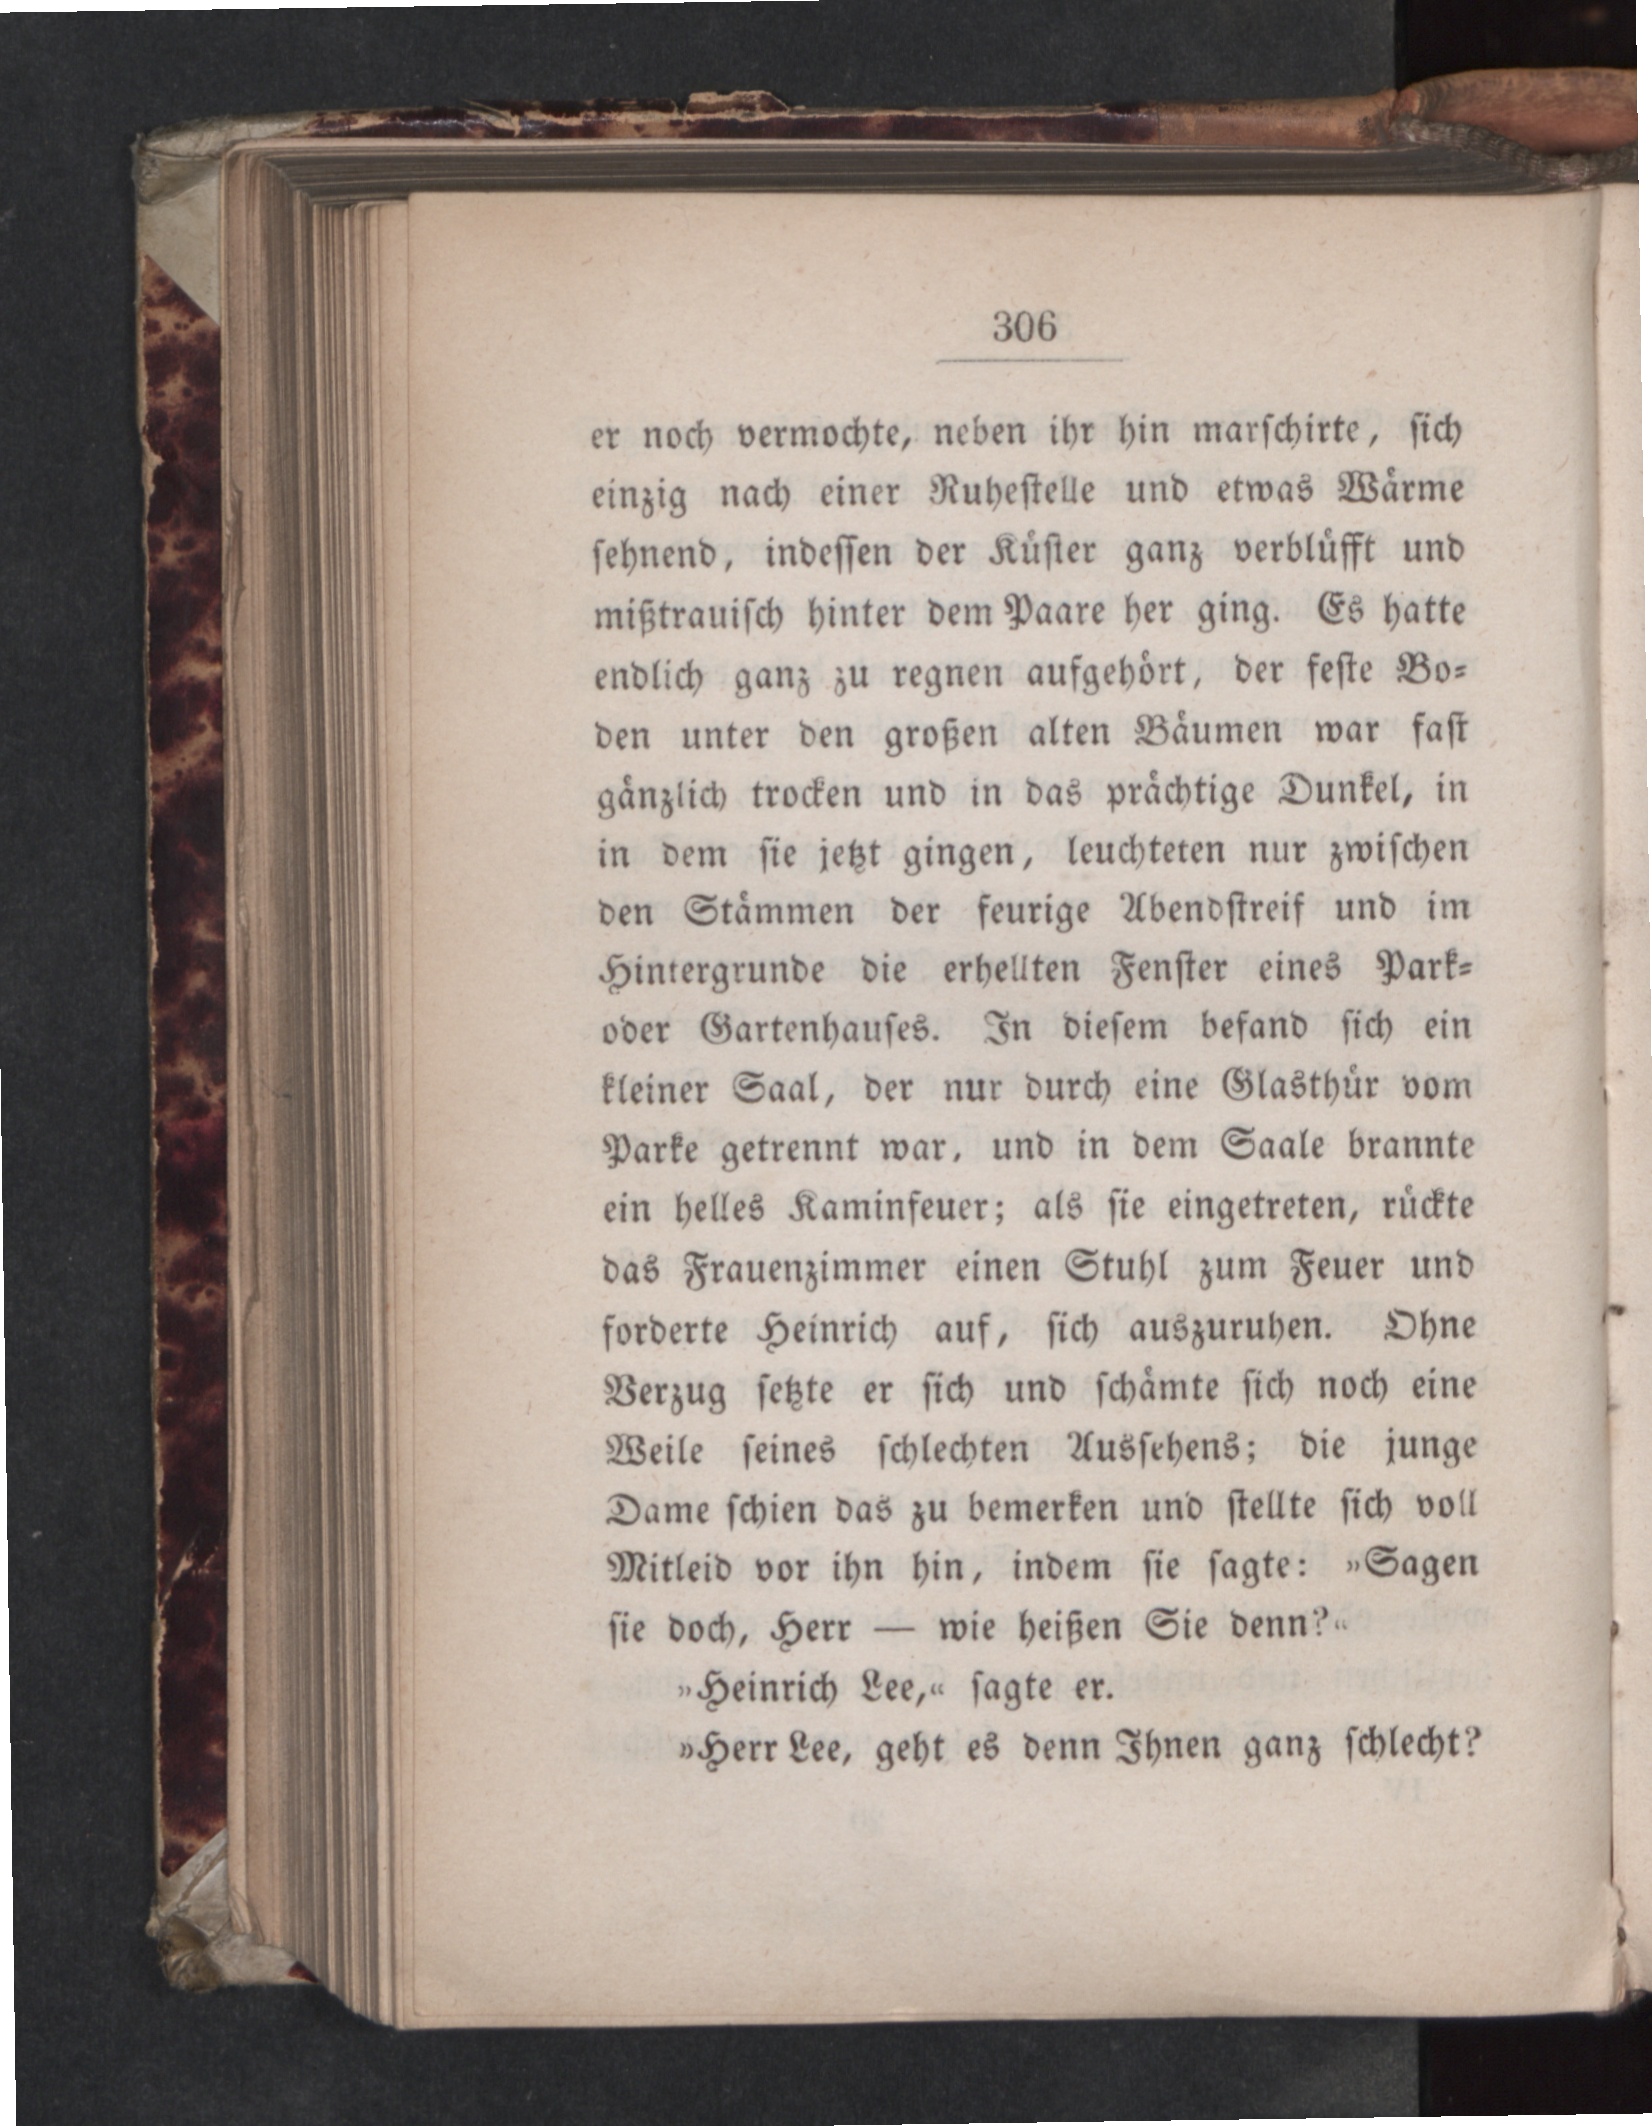 306
er noch vermochte, neben ihr hin marſchirte, ſich
einzig nach einer Ruheſtelle und etwas Wärme
ſehnend, indeſſen der Küſter ganz verblüfft und
mißtrauiſch hinter dem Paare her ging. Es hatte
endlich ganz zu regnen aufgehört, der feſte Bo-
den unter den großen alten Bäumen war faſt
gänzlich trocken und in das prächtige Dunkel, in
in dem ſie jetzt gingen, leuchteten nur zwiſchen
den Stämmen der feurige Abendſtreif und im
Hintergrunde die erhellten Fenſter eines Park-
oder Gartenhauſes. In dieſem befand ſich ein
kleiner Saal, der nur durch eine Glasthür vom
Parke getrennt war, und in dem Saale brannte
ein helles Kaminfeuer; als ſie eingetreten, rückte
das Frauenzimmer einen Stuhl zum Feuer und
forderte Heinrich auf, ſich auszuruhen. Ohne
Verzug ſetzte er ſich und ſchämte ſich noch eine
Weile ſeines ſchlechten Ausſehens; die junge
Dame ſchien das zu bemerken und ſtellte ſich voll
Mitleid vor ihn hin, indem ſie ſagte: »Sagen
ſie doch, Herr — wie heißen Sie denn?«
»Heinrich Lee,« ſagte er.
»Herr Lee, geht es denn Ihnen ganz ſchlecht?